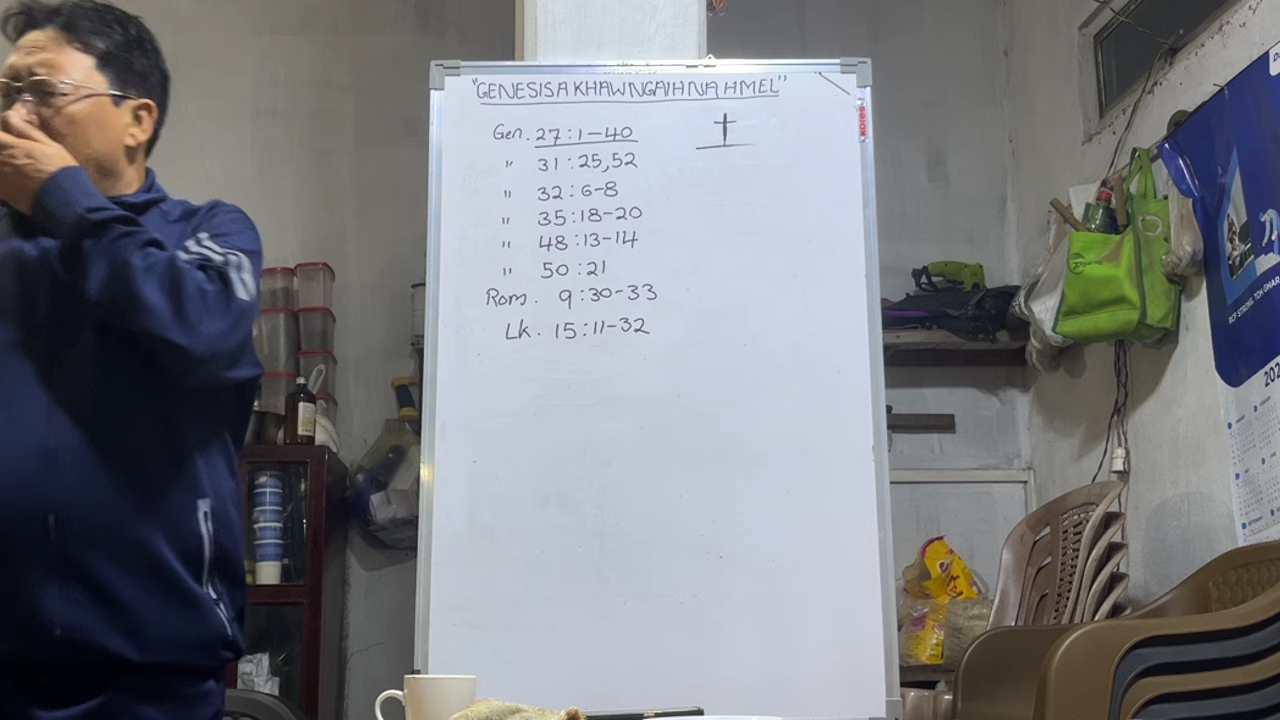 "GENESISA KHAWNGAIHNA HMEL"
Gen. 27:1-40
" 31:25,52
" 32:6-8
" 35:18-20
" 48:13-14
" 50:21
Rom. 9:30-33
Lk. 15:11-32
kores